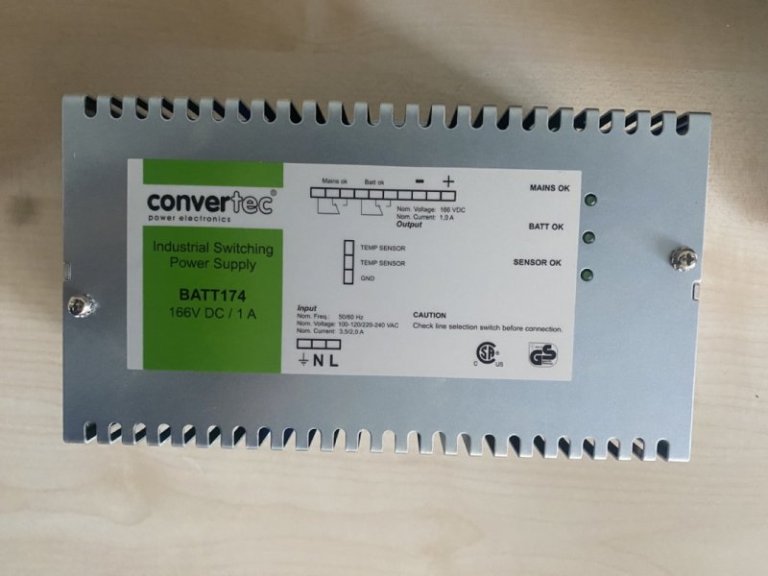 convertec®
power electronics
Industrial Switching
Power Supply
BATT174
166V DC / 1 A
Mains ok Batt ok - +
Nom. Voltage: 166 VDC
Nom. Current: 1,0 A
Output
TEMP SENSOR
TEMP SENSOR
GND
Input
Nom. Freq.: 50/60 Hz
Nom. Voltage: 100-120/220-240 VAC
Nom. Current: 3,5/2,0 A
N L
MAINS OK
BATT OK
SENSOR OK
CAUTION
Check line selection switch before connection.
C US
GS